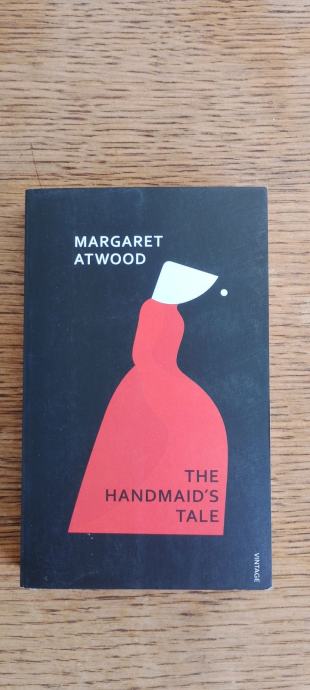 MARGARET
ATWOOD
THE
HANDMAID'S
TALE
VINTAGE